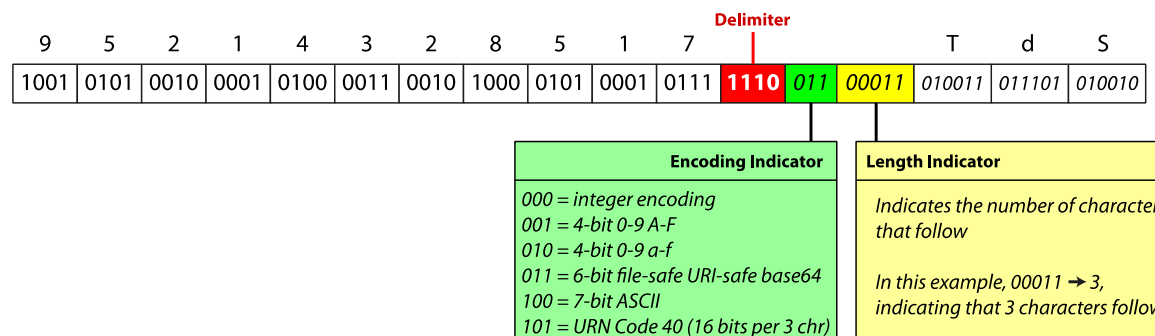 Delimiter
9 5 2 1 4 3 2 8 5 1 7 T d S
1001 0101 0010 0001 0100 0011 0010 1000 0101 0001 0111 1110 011 00011 010011 011101 010010
Encoding Indicator
000 = integer encoding
001 = 4-bit 0-9 A-F
010 = 4-bit 0-9 a-f
011 = 6-bit file-safe URI-safe base64
100 = 7-bit ASCII
101 = URN Code 40 (16 bits per 3 chr)
Length Indicator
Indicates the number of character
that follow
In this example, 00011 → 3,
indicating that 3 characters follow